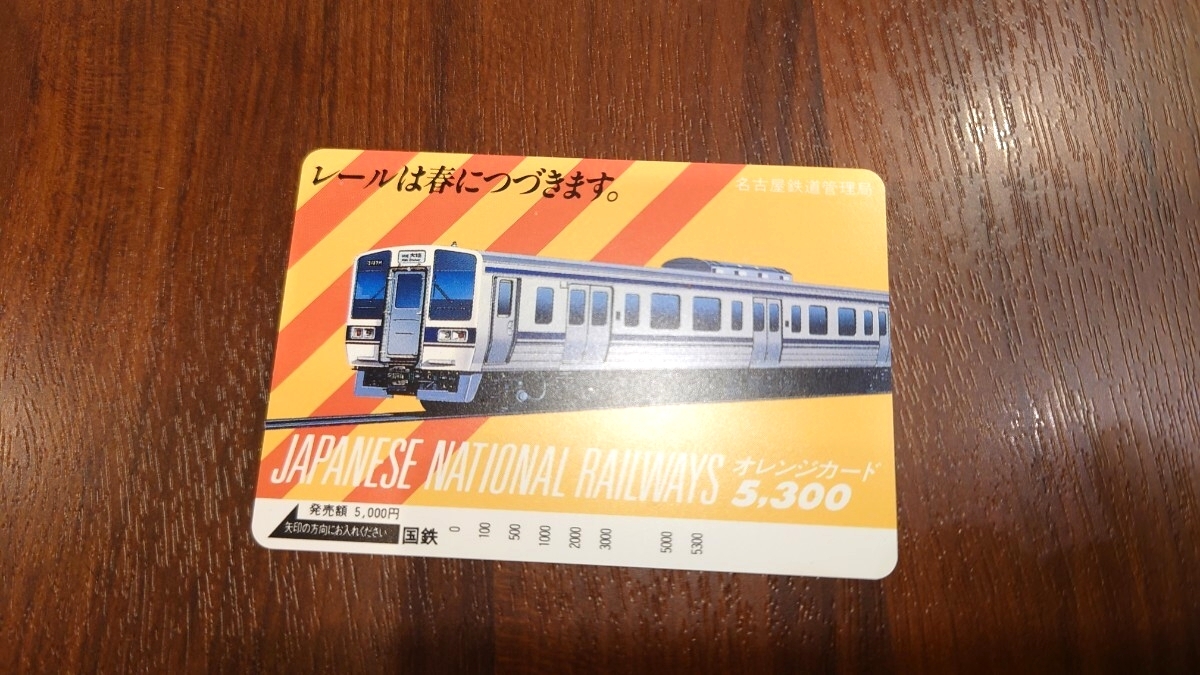 レールは春につづきます。
名古屋鉄道管理局
JAPANESE NATIONAL RAILWAYS
オレンジカード
5,300
発売額 5,000円
矢印の方向にお入れください
国鉄 0 100 500 1000 2000 3000 5000 5300